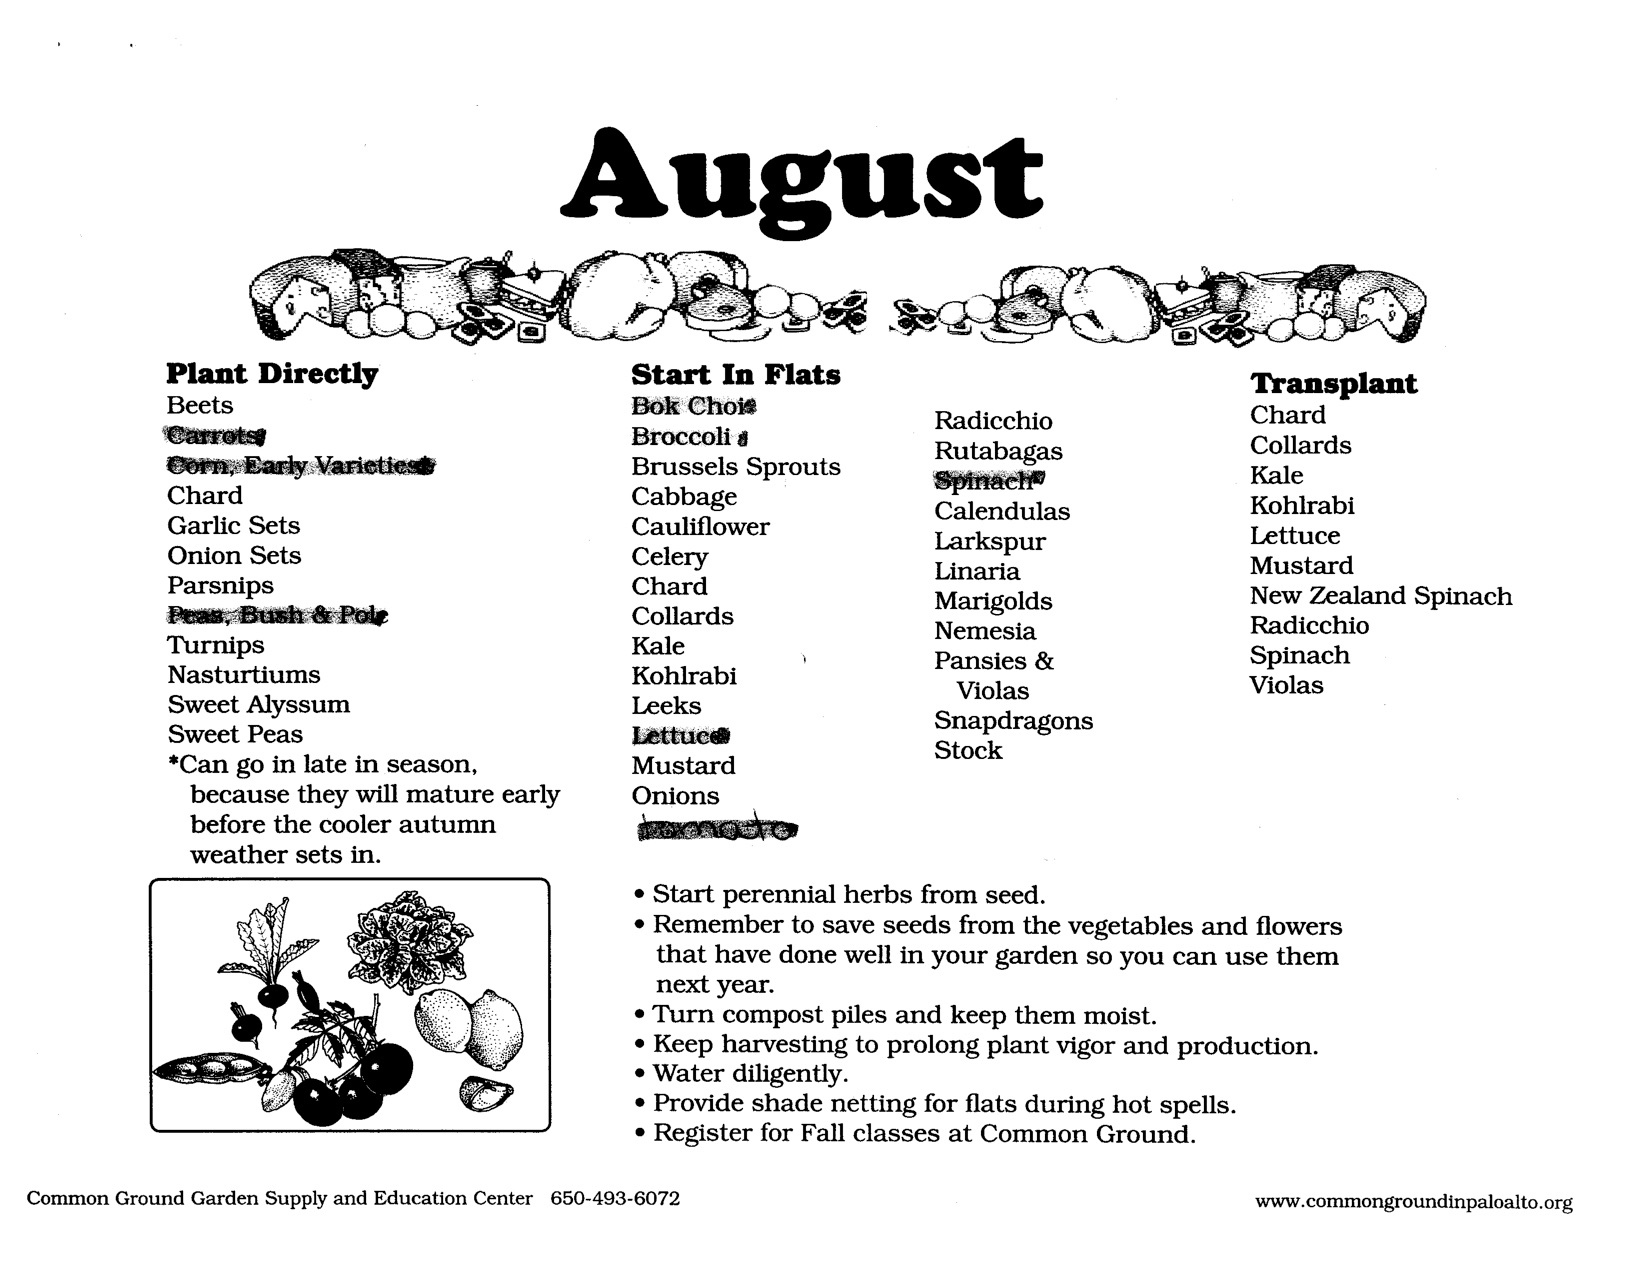 August
Plant Directly
Beets
Carrots
Corn, Early Varieties
Chard
Garlic Sets
Onion Sets
Parsnips
Peas, Bush & Pole
Turnips
Nasturtiums
Sweet Alyssum
Sweet Peas
*Can go in late in season,
because they will mature early
before the cooler autumn
weather sets in.
Start In Flats
Bok Choi
Broccoli
Brussels Sprouts
Cabbage
Cauliflower
Celery
Chard
Collards
Kale
Kohlrabi
Leeks
Lettuce
Mustard
Onions
tomato
Radicchio
Rutabagas
Spinach
Calendulas
Larkspur
Linaria
Marigolds
Nemesia
Pansies &
Violas
Snapdragons
Stock
Transplant
Chard
Collards
Kale
Kohlrabi
Lettuce
Mustard
New Zealand Spinach
Radicchio
Spinach
Violas
• Start perennial herbs from seed.
• Remember to save seeds from the vegetables and flowers
that have done well in your garden so you can use them
next year.
• Turn compost piles and keep them moist.
• Keep harvesting to prolong plant vigor and production.
• Water diligently.
• Provide shade netting for flats during hot spells.
• Register for Fall classes at Common Ground.
Common Ground Garden Supply and Education Center 650-493-6072
www.commongroundinpaloalto.org